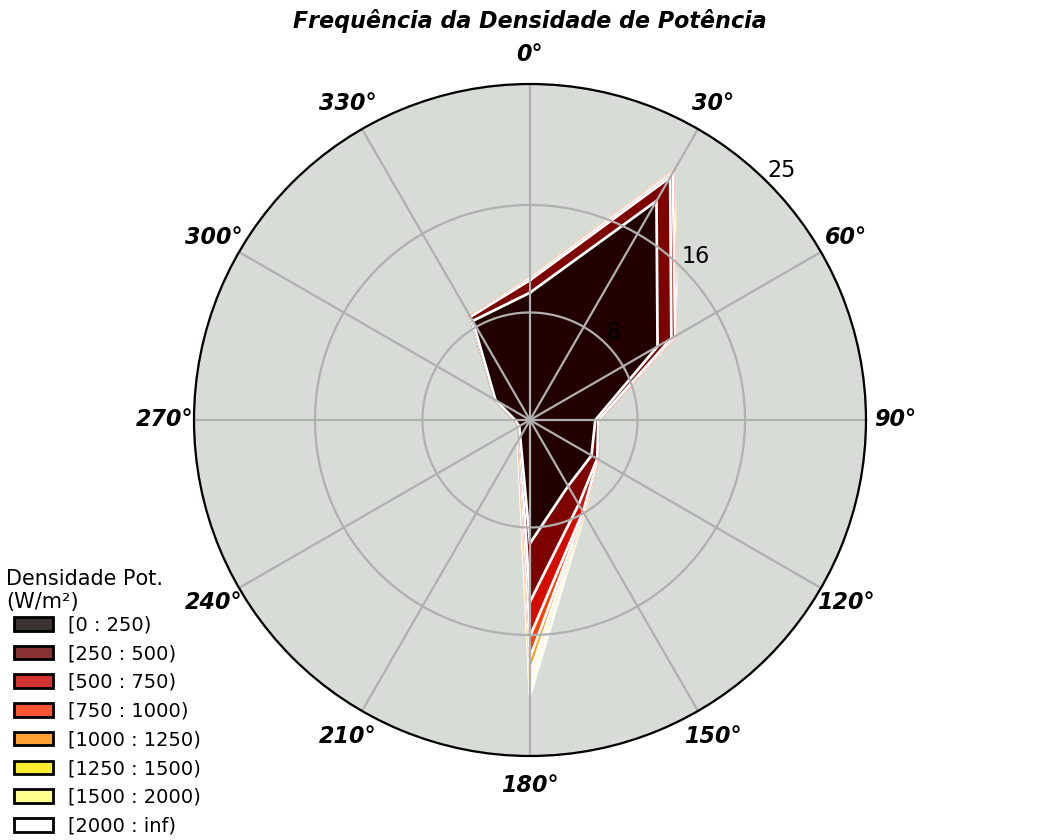 Frequência da Densidade de Potência
0°
330°
30°
25
300°
60°
16
8
270°
90°
240°
120°
210°
150°
180°
Densidade Pot.
(W/m²)
[0 : 250)
[250 : 500)
[500 : 750)
[750 : 1000)
[1000 : 1250)
[1250 : 1500)
[1500 : 2000)
[2000 : inf)